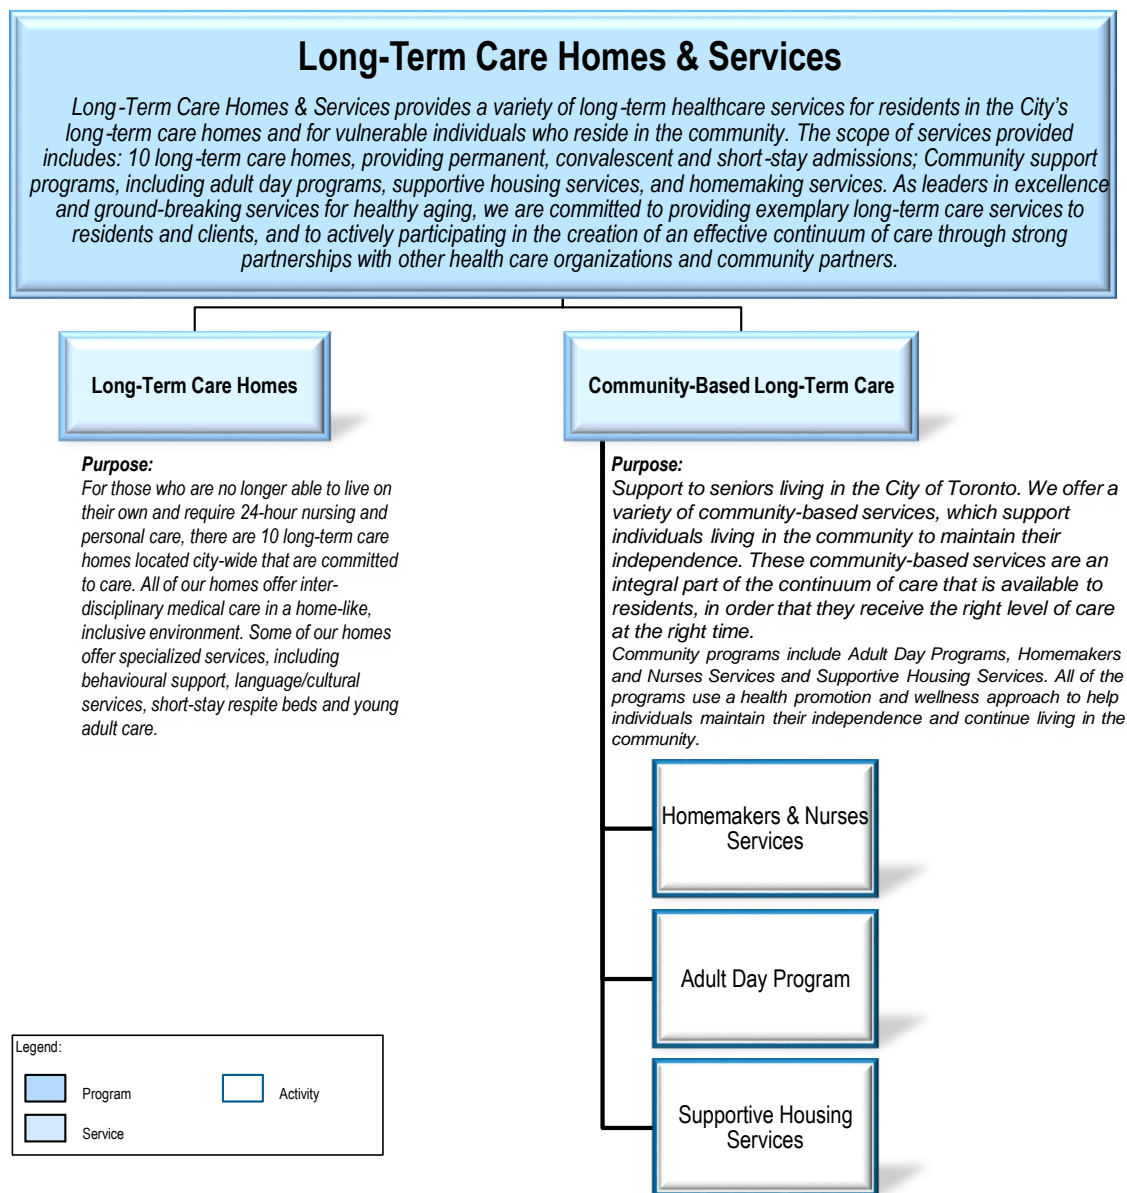 Long-Term Care Homes & Services
Long-Term Care Homes & Services provides a variety of long-term healthcare services for residents in the City's
long-term care homes and for vulnerable individuals who reside in the community. The scope of services provided
includes: 10 long-term care homes, providing permanent, convalescent and short-stay admissions; Community support
programs, including adult day programs, supportive housing services, and homemaking services. As leaders in excellence
and ground-breaking services for healthy aging, we are committed to providing exemplary long-term care services to
residents and clients, and to actively participating in the creation of an effective continuum of care through strong
partnerships with other health care organizations and community partners.
Long-Term Care Homes
Purpose:
For those who are no longer able to live on
their own and require 24-hour nursing and
personal care, there are 10 long-term care
homes located city-wide that are committed
to care. All of our homes offer inter-
disciplinary medical care in a home-like,
inclusive environment. Some of our homes
offer specialized services, including
behavioural support, language/cultural
services, short-stay respite beds and young
adult care.
Community-Based Long-Term Care
Purpose:
Support to seniors living in the City of Toronto. We offer a
variety of community-based services, which support
individuals living in the community to maintain their
independence. These community-based services are an
integral part of the continuum of care that is available to
residents, in order that they receive the right level of care
at the right time.
Community programs include Adult Day Programs, Homemakers
and Nurses Services and Supportive Housing Services. All of the
programs use a health promotion and wellness approach to help
individuals maintain their independence and continue living in the
community.
Homemakers & Nurses
Services
Adult Day Program
Supportive Housing
Services
Legend:
Program
Activity
Service